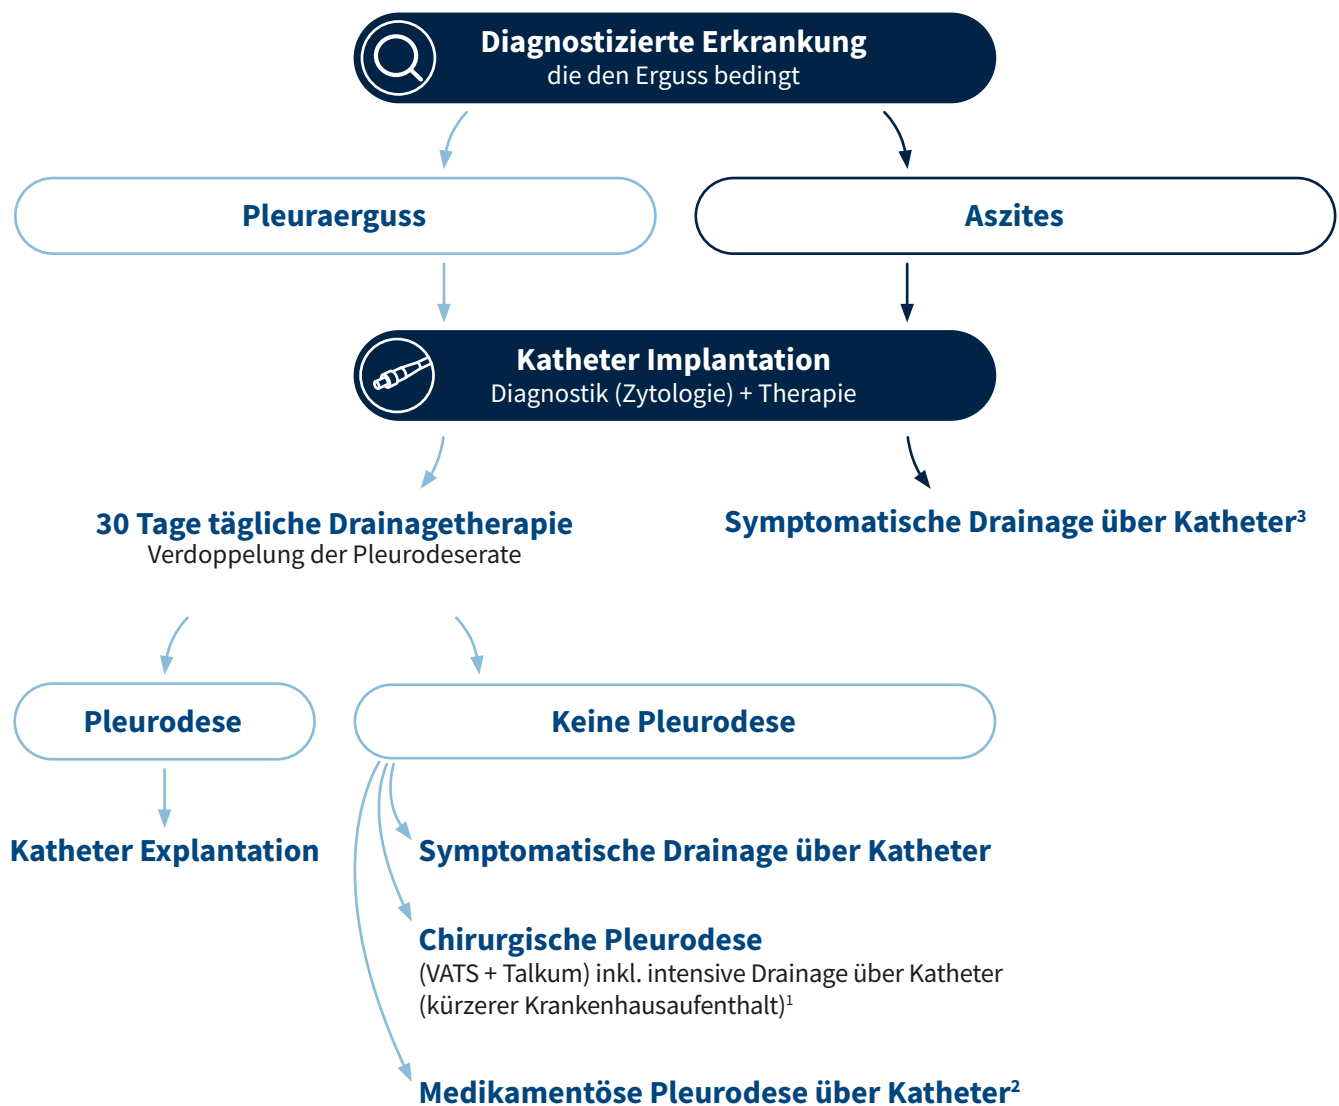 Diagnostizierte Erkrankung
die den Erguss bedingt
Pleuraerguss
Aszites
Katheter Implantation
Diagnostik (Zytologie) + Therapie
30 Tage tägliche Drainagetherapie
Verdoppelung der Pleurodeserate
Symptomatische Drainage über Katheter³
Pleurodese
Keine Pleurodese
Katheter Explantation
Symptomatische Drainage über Katheter
Chirurgische Pleurodese
(VATS + Talkum) inkl. intensive Drainage über Katheter
(kürzerer Krankenhausaufenthalt)¹
Medikamentöse Pleurodese über Katheter²